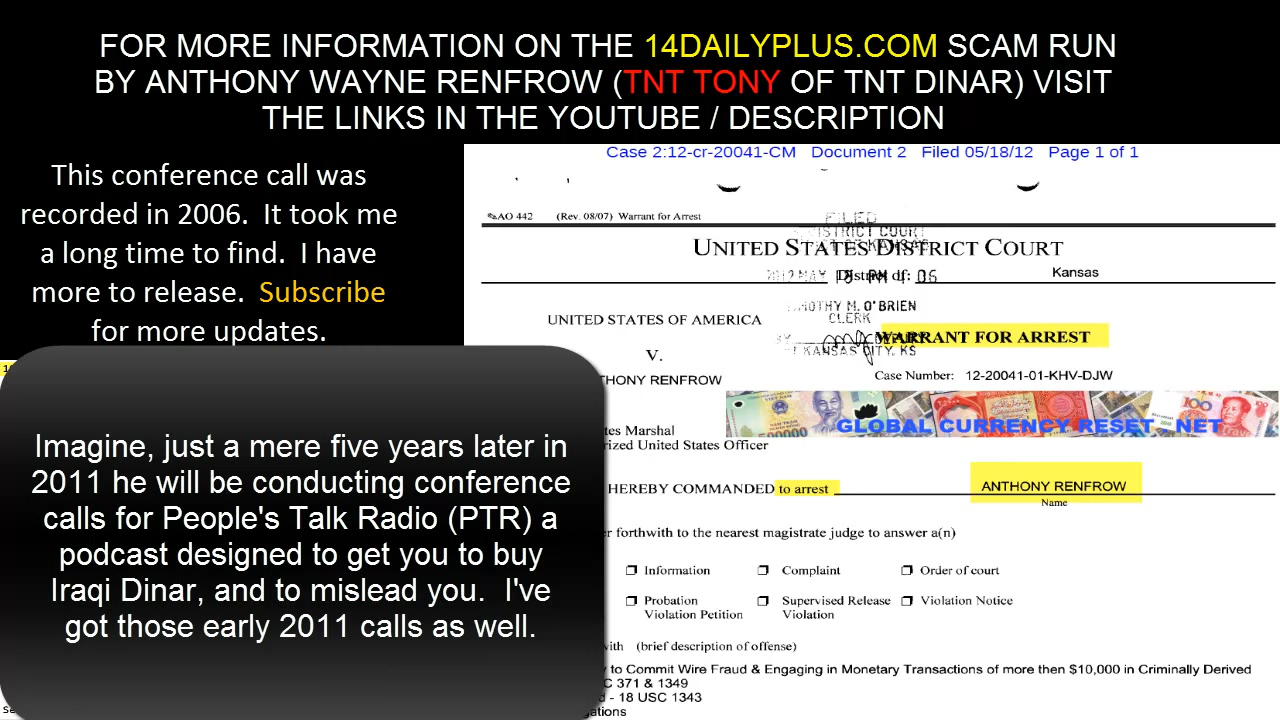 FOR MORE INFORMATION ON THE 14DAILYPLUS.COM SCAM RUN
BY ANTHONY WAYNE RENFROW (TNT TONY OF TNT DINAR) VISIT
THE LINKS IN THE YOUTUBE / DESCRIPTION
This conference call was
recorded in 2006. It took me
a long time to find. I have
more to release. Subscribe
for more updates.
Imagine, just a mere five years later in
2011 he will be conducting conference
calls for People's Talk Radio (PTR) a
podcast designed to get you to buy
Iraqi Dinar, and to mislead you. I've
got those early 2011 calls as well.
Case 2:12-cr-20041-CM Document 2 Filed 05/18/12 Page 1 of 1
AO 442 (Rev. 08/07) Warrant for Arrest
FILED
UNITED STATES DISTRICT COURT
District of: Kansas
TIMOTHY M. O'BRIEN
CLERK
UNITED STATES OF AMERICA
WARRANT FOR ARREST
KANSAS CITY, KS
V.
Case Number: 12-20041-01-KHV-DJW
THONY RENFROW
GLOBAL CURRENCY RESET . NET
tes Marshal
rized United States Officer
HEREBY COMMANDED to arrest ANTHONY RENFROW
Name
r forthwith to the nearest magistrate judge to answer a(n)
Information Complaint Order of court
Probation Violation Petition Supervised Release Violation Violation Notice
with (brief description of offense)
y to Commit Wire Fraud & Engaging in Monetary Transactions of more then $10,000 in Criminally Derived
C 371 & 1349
d - 18 USC 1343
gations